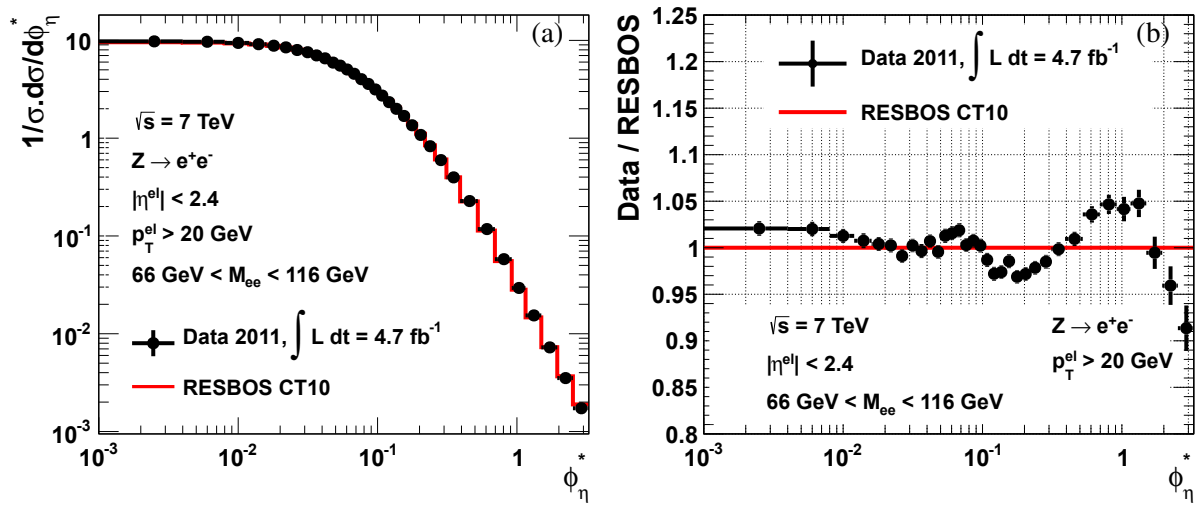 (a)
1/σ.dσ/dϕ*η
10
1
10⁻¹
10⁻²
10⁻³
√s = 7 TeV
Z → e⁺e⁻
|ηᵉˡ| < 2.4
pTᵉˡ > 20 GeV
66 GeV < Mee < 116 GeV
Data 2011, ∫ L dt = 4.7 fb⁻¹
RESBOS CT10
10⁻³ 10⁻² 10⁻¹ 1
ϕ*η
(b)
Data / RESBOS
1.25
1.2
1.15
1.1
1.05
1
0.95
0.9
0.85
0.8
Data 2011, ∫ L dt = 4.7 fb⁻¹
RESBOS CT10
√s = 7 TeV Z → e⁺e⁻
|ηᵉˡ| < 2.4 pTᵉˡ > 20 GeV
66 GeV < Mee < 116 GeV
10⁻³ 10⁻² 10⁻¹ 1
ϕ*η